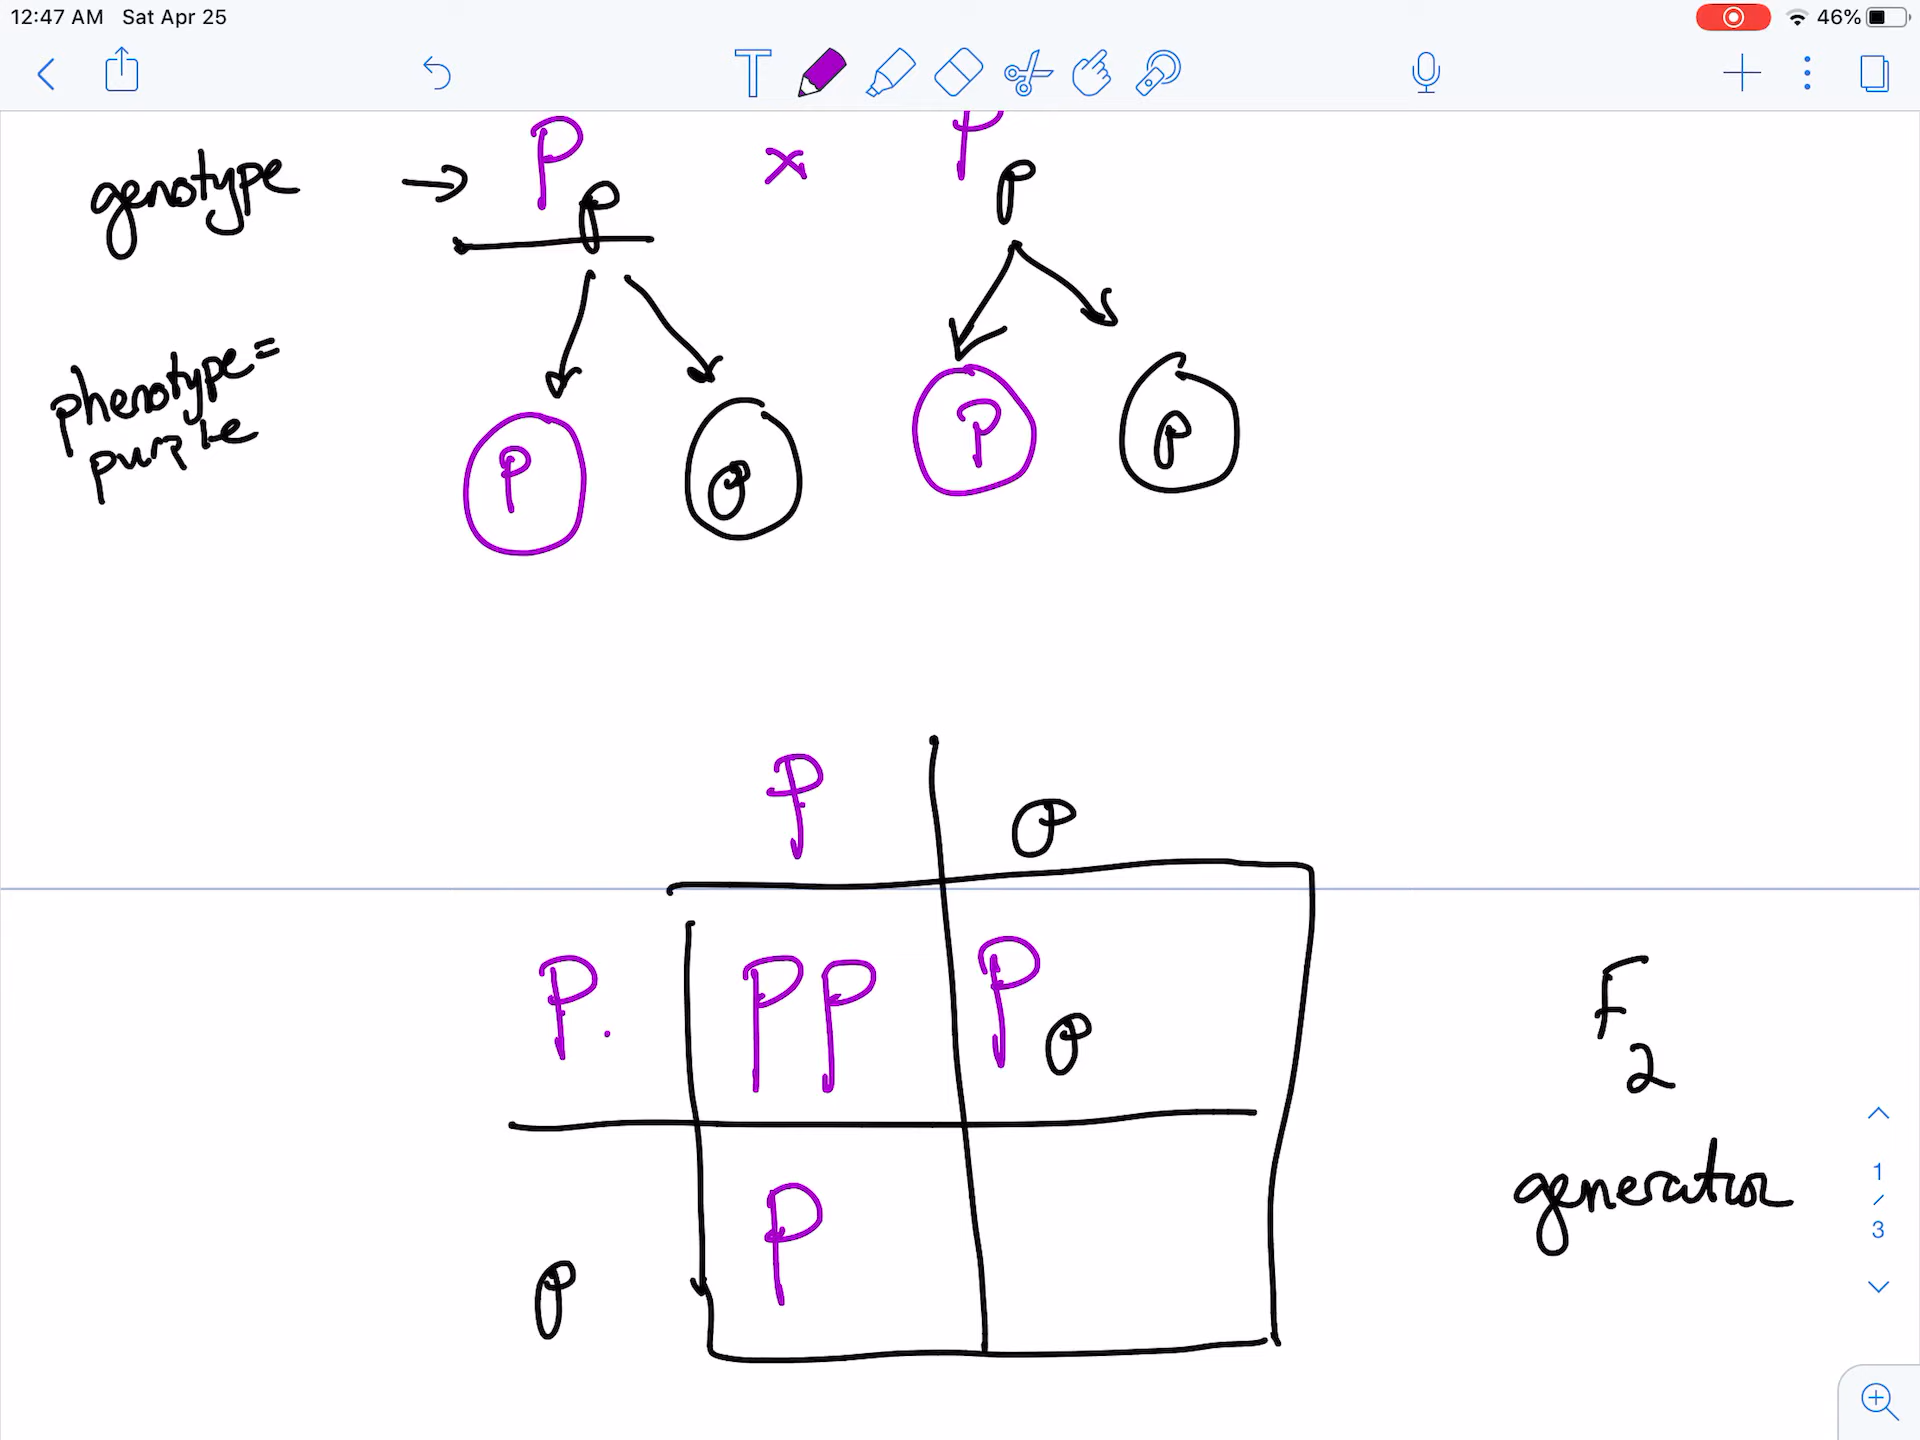 12:47 AM Sat Apr 25
46%
T
genotype → Pp x Pp
phenotype=
purple
P p P p
P p
P. PP Pp
p P
F2
generation
1
/
3